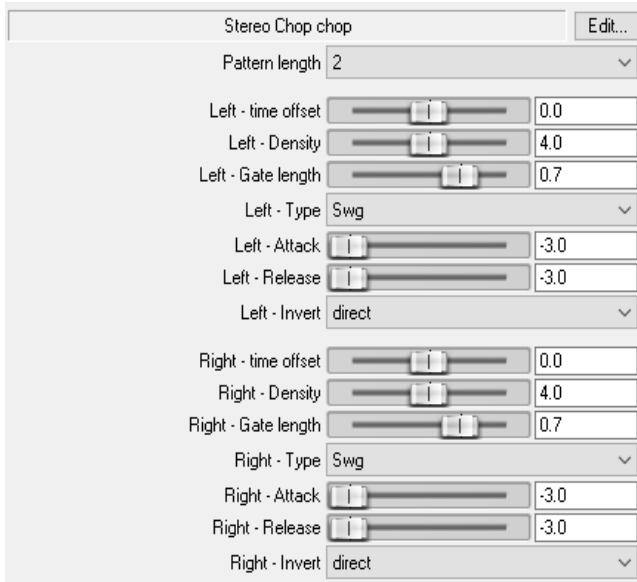 Stereo Chop chop Edit...
Pattern length 2
Left - time offset 0.0
Left - Density 4.0
Left - Gate length 0.7
Left - Type Swg
Left - Attack -3.0
Left - Release -3.0
Left - Invert direct
Right - time offset 0.0
Right - Density 4.0
Right - Gate length 0.7
Right - Type Swg
Right - Attack -3.0
Right - Release -3.0
Right - Invert direct